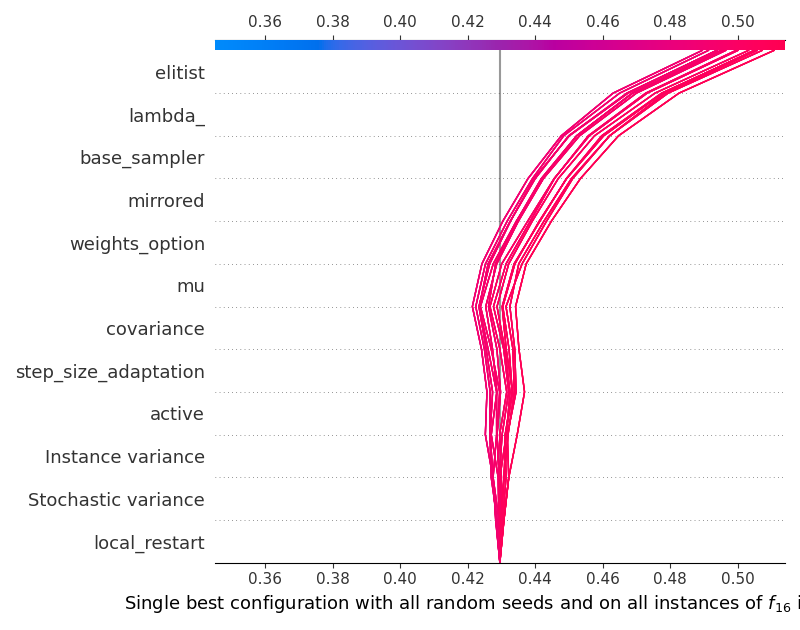 0.36 0.38 0.40 0.42 0.44 0.46 0.48 0.50
elitist
lambda_
base_sampler
mirrored
weights_option
mu
covariance
step_size_adaptation
active
Instance variance
Stochastic variance
local_restart
0.36 0.38 0.40 0.42 0.44 0.46 0.48 0.50
Single best configuration with all random seeds and on all instances of f₁₆ i